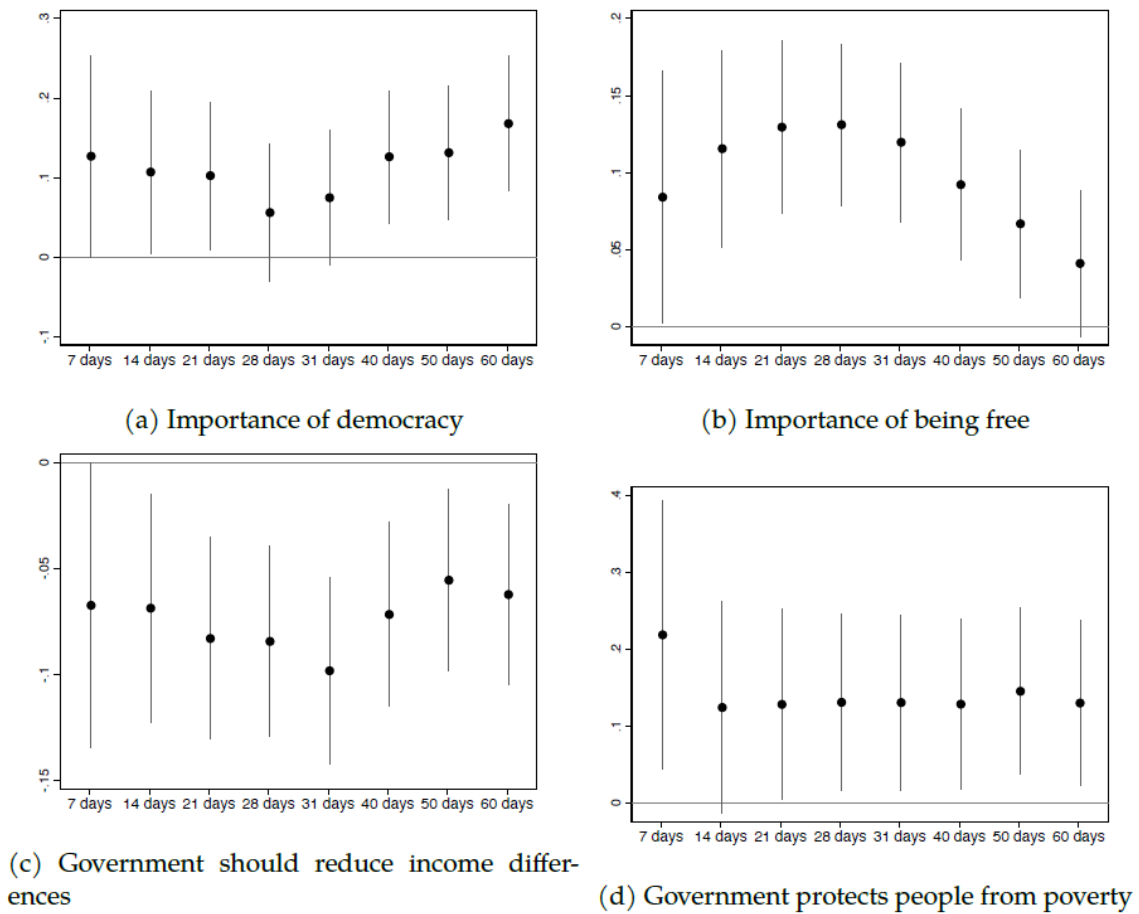 .3
.2
.1
0
-.1
7 days 14 days 21 days 28 days 31 days 40 days 50 days 60 days
(a) Importance of democracy
.2
.15
.1
.05
0
7 days 14 days 21 days 28 days 31 days 40 days 50 days 60 days
(b) Importance of being free
0
-.05
-.1
-.15
7 days 14 days 21 days 28 days 31 days 40 days 50 days 60 days
(c) Government should reduce income differ-
ences
.4
.3
.2
.1
0
7 days 14 days 21 days 28 days 31 days 40 days 50 days 60 days
(d) Government protects people from poverty